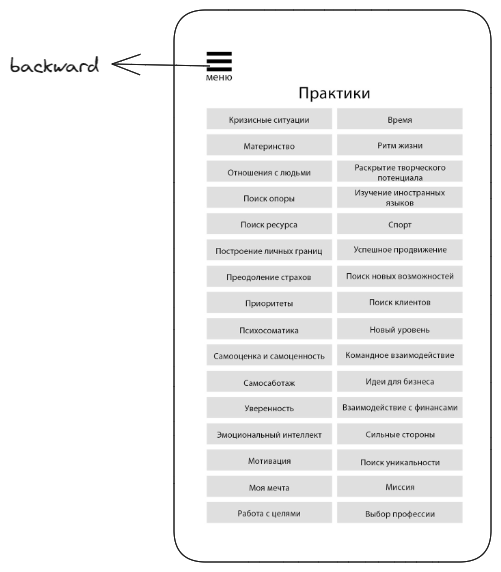 backward
меню
Практики
Кризисные ситуации
Время
Материнство
Ритм жизни
Отношения с людьми
Раскрытие творческого
потенциала
Поиск опоры
Изучение иностранных
языков
Поиск ресурса
Спорт
Построение личных границ
Успешное продвижение
Преодоление страхов
Поиск новых возможностей
Приоритеты
Поиск клиентов
Психосоматика
Новый уровень
Самооценка и самоценность
Командное взаимодействие
Самосаботаж
Идеи для бизнеса
Уверенность
Взаимодействие с финансами
Эмоциональный интеллект
Сильные стороны
Мотивация
Поиск уникальности
Моя мечта
Миссия
Работа с целями
Выбор профессии